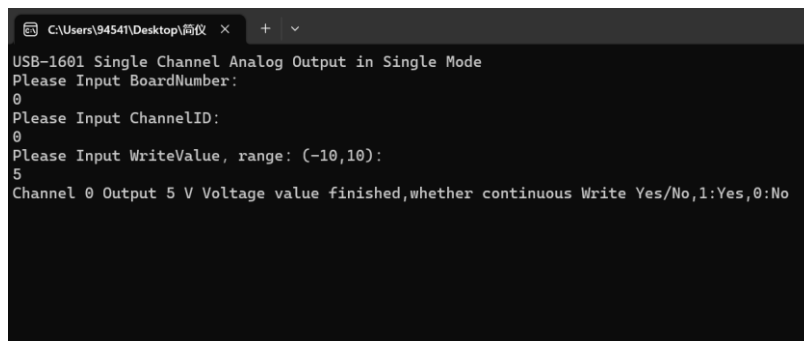 C:\Users\94541\Desktop\简仪
USB-1601 Single Channel Analog Output in Single Mode
Please Input BoardNumber:
0
Please Input ChannelID:
0
Please Input WriteValue, range: (-10,10):
5
Channel 0 Output 5 V Voltage value finished,whether continuous Write Yes/No,1:Yes,0:No